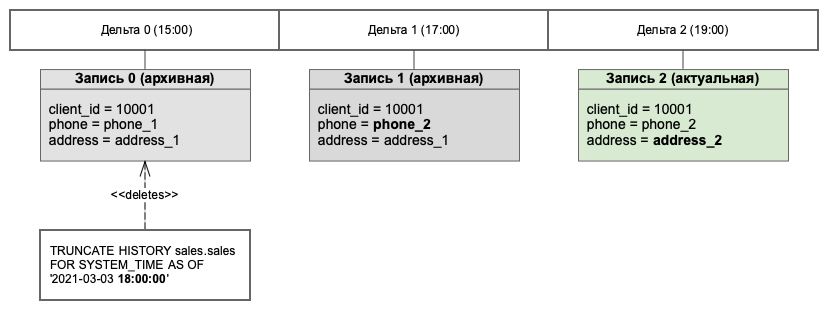 Дельта 0 (15:00)
Дельта 1 (17:00)
Дельта 2 (19:00)
Запись 0 (архивная)
client_id = 10001
phone = phone_1
address = address_1
Запись 1 (архивная)
client_id = 10001
phone = phone_2
address = address_1
Запись 2 (актуальная)
client_id = 10001
phone = phone_2
address = address_2
<<deletes>>
TRUNCATE HISTORY sales.sales
FOR SYSTEM_TIME AS OF
'2021-03-03 18:00:00'